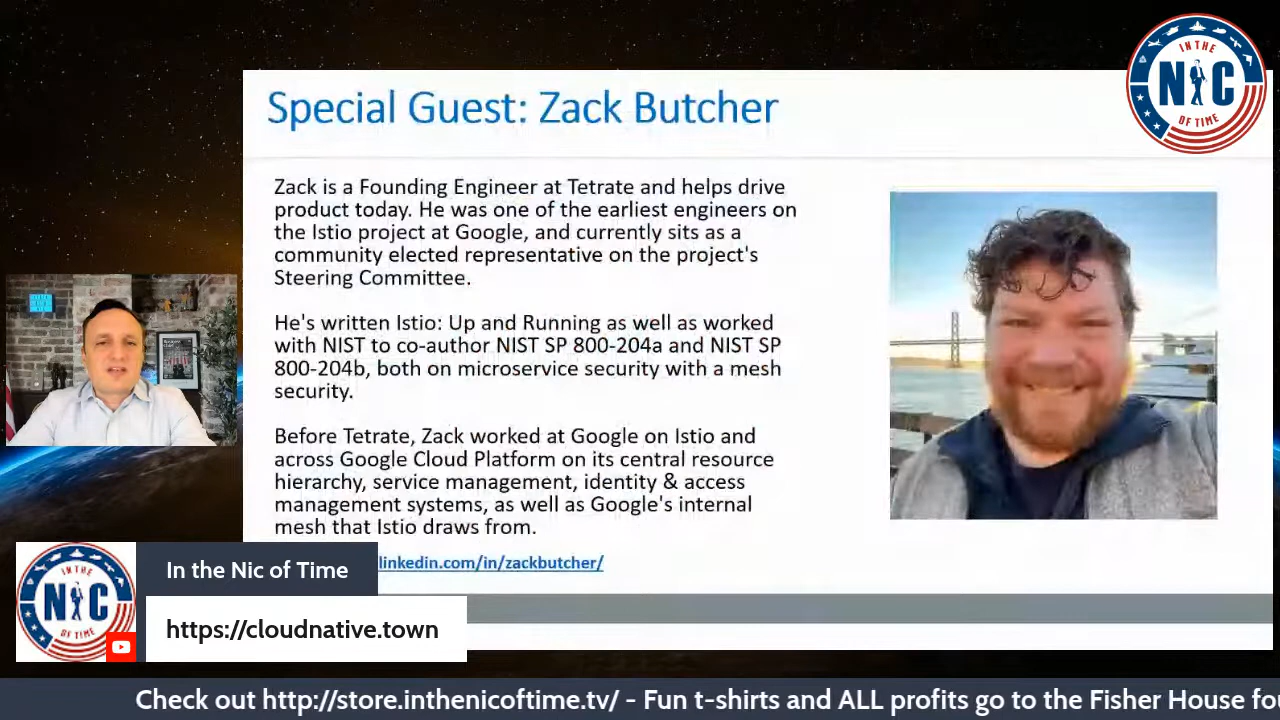 IN THE
NIC
OF TIME
Special Guest: Zack Butcher
Zack is a Founding Engineer at Tetrate and helps drive
product today. He was one of the earliest engineers on
the Istio project at Google, and currently sits as a
community elected representative on the project's
Steering Committee.
He's written Istio: Up and Running as well as worked
with NIST to co-author NIST SP 800-204a and NIST SP
800-204b, both on microservice security with a mesh
security.
Before Tetrate, Zack worked at Google on Istio and
across Google Cloud Platform on its central resource
hierarchy, service management, identity & access
management systems, as well as Google's internal
mesh that Istio draws from.
linkedin.com/in/zackbutcher/
IN THE
NIC
OF TIME
In the Nic of Time
https://cloudnative.town
Check out http://store.inthenicoftime.tv/ - Fun t-shirts and ALL profits go to the Fisher House fo